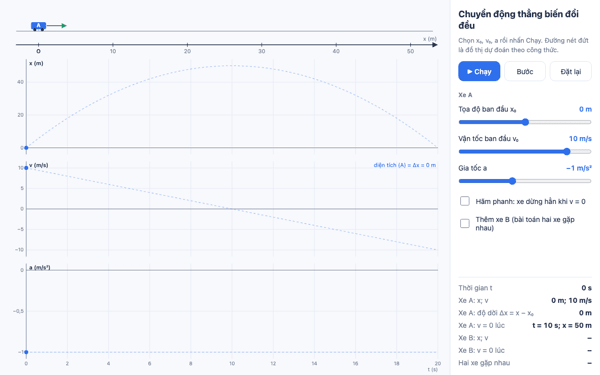 A
x (m)
O
10
20
30
40
50
x (m)
40
20
0
v (m/s)
diện tích (A) = Δx = 0 m
10
5
0
−5
−10
a (m/s²)
0
−0,5
−1
0
2
4
6
8
10
12
14
16
18
20
t (s)
Chuyển động thẳng biến đổi đều
Chọn x₀, v₀, a rồi nhấn Chạy. Đường nét đứt là đồ thị dự đoán theo công thức.
▶ Chạy
Bước
Đặt lại
Xe A
Tọa độ ban đầu x₀
0 m
Vận tốc ban đầu v₀
10 m/s
Gia tốc a
−1 m/s²
Hãm phanh: xe dừng hẳn khi v = 0
Thêm xe B (bài toán hai xe gặp nhau)
Thời gian t
0 s
Xe A: x; v
0 m; 10 m/s
Xe A: độ dời Δx = x − x₀
0 m
Xe A: v = 0 lúc
t = 10 s; x = 50 m
Xe B: x; v
–
Xe B: v = 0 lúc
–
Hai xe gặp nhau
–